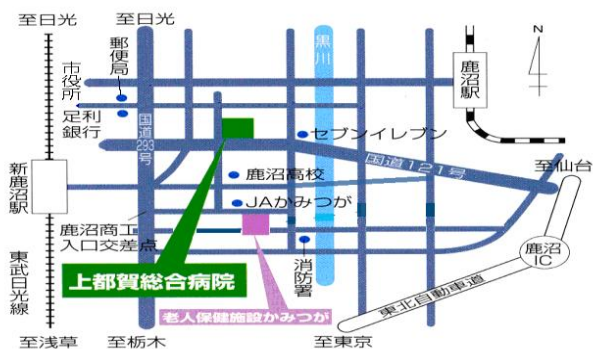 至日光
至日光
郵便局
市役所
足利
銀行
国道
293
号
黒川
N
鹿沼駅
セブンイレブン
国道121号
至仙台
新鹿沼駅
鹿沼高校
JAかみつが
鹿沼商工
入口交差点
消防署
鹿沼
IC
東武日光線
上都賀総合病院
老人保健施設かみつが
東北自動車道
至浅草
至栃木
至東京